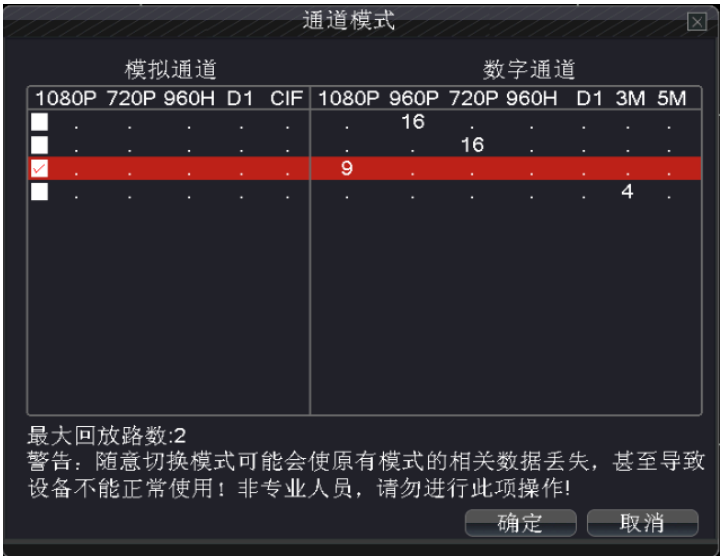 通道模式
模拟通道 数字通道
1080P 720P 960H D1 CIF 1080P 960P 720P 960H D1 3M 5M
. . . . . . 16 . . . . .
. . . . . . . 16 . . . .
. . . . . 9 . . . . . .
. . . . . . . . . . 4 .
最大回放路数:2
警告: 随意切换模式可能会使原有模式的相关数据丢失, 甚至导致
设备不能正常使用! 非专业人员, 请勿进行此项操作!
确定 取消